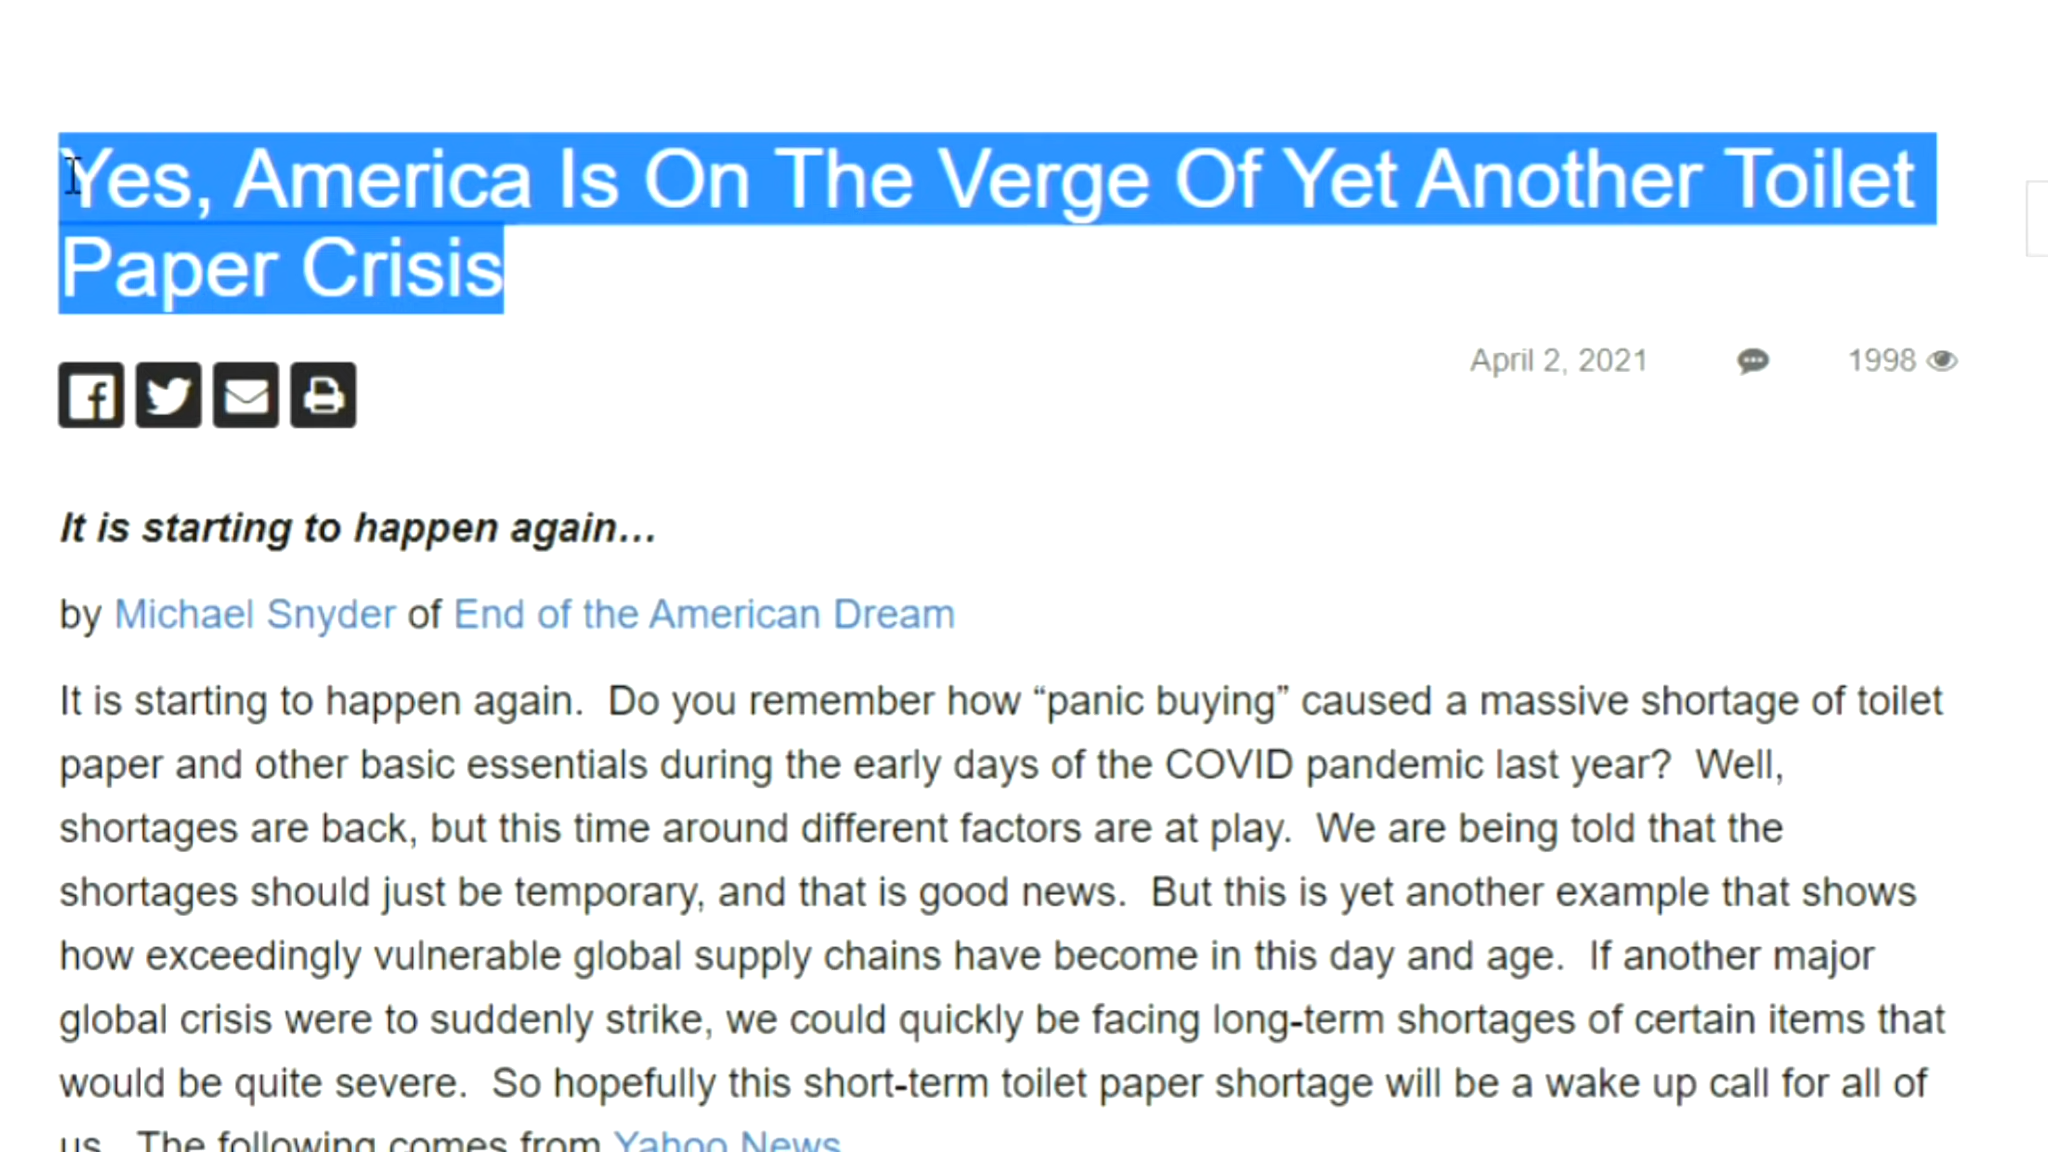 Yes, America Is On The Verge Of Yet Another Toilet
Paper Crisis
April 2, 2021 1998
It is starting to happen again...
by Michael Snyder of End of the American Dream
It is starting to happen again.  Do you remember how “panic buying” caused a massive shortage of toilet
paper and other basic essentials during the early days of the COVID pandemic last year?  Well,
shortages are back, but this time around different factors are at play.  We are being told that the
shortages should just be temporary, and that is good news.  But this is yet another example that shows
how exceedingly vulnerable global supply chains have become in this day and age.  If another major
global crisis were to suddenly strike, we could quickly be facing long-term shortages of certain items that
would be quite severe.  So hopefully this short-term toilet paper shortage will be a wake up call for all of
us.  The following comes from Yahoo News